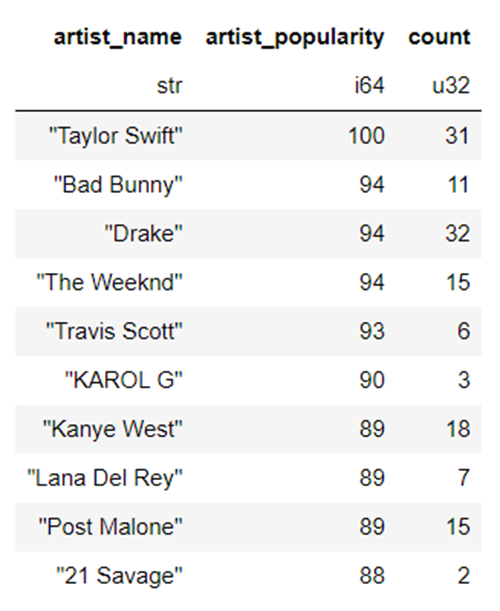 artist_name artist_popularity count
str i64 u32
"Taylor Swift" 100 31
"Bad Bunny" 94 11
"Drake" 94 32
"The Weeknd" 94 15
"Travis Scott" 93 6
"KAROL G" 90 3
"Kanye West" 89 18
"Lana Del Rey" 89 7
"Post Malone" 89 15
"21 Savage" 88 2